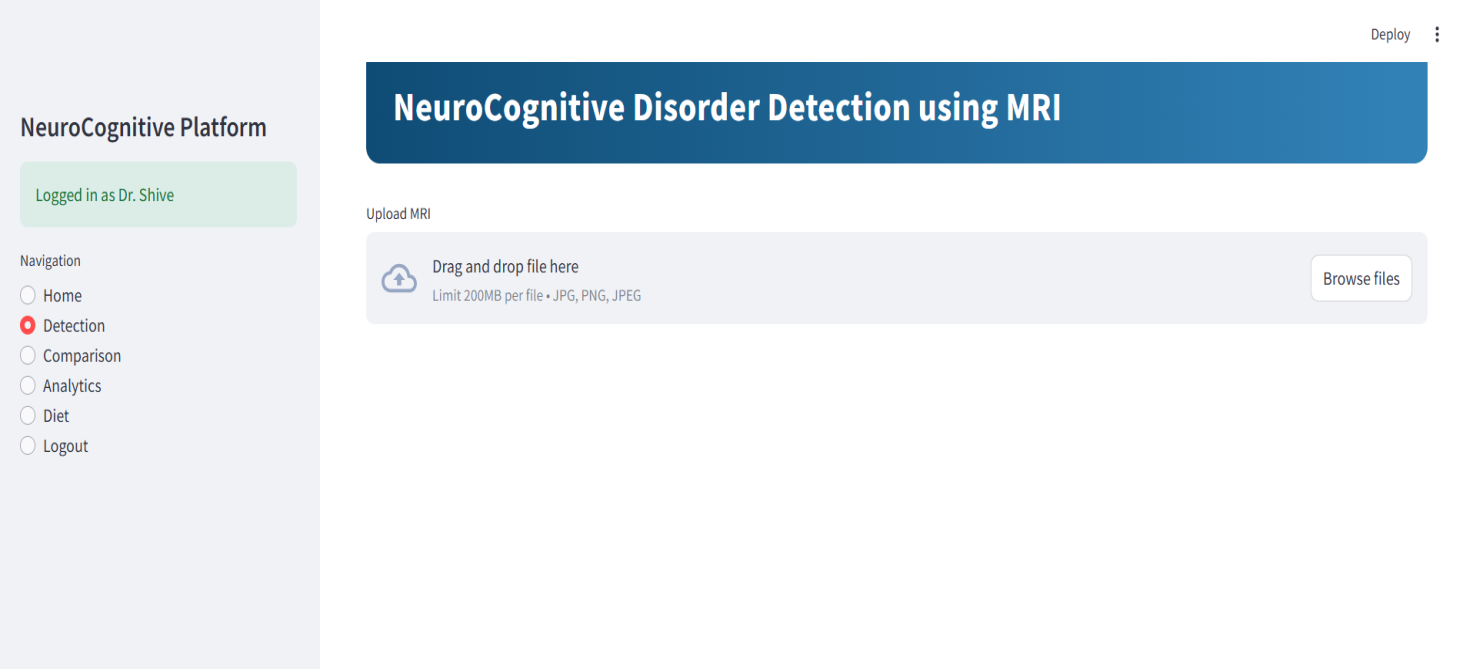 Deploy
NeuroCognitive Platform
Logged in as Dr. Shive
Navigation
Home
Detection
Comparison
Analytics
Diet
Logout
NeuroCognitive Disorder Detection using MRI
Upload MRI
Drag and drop file here
Limit 200MB per file • JPG, PNG, JPEG
Browse files